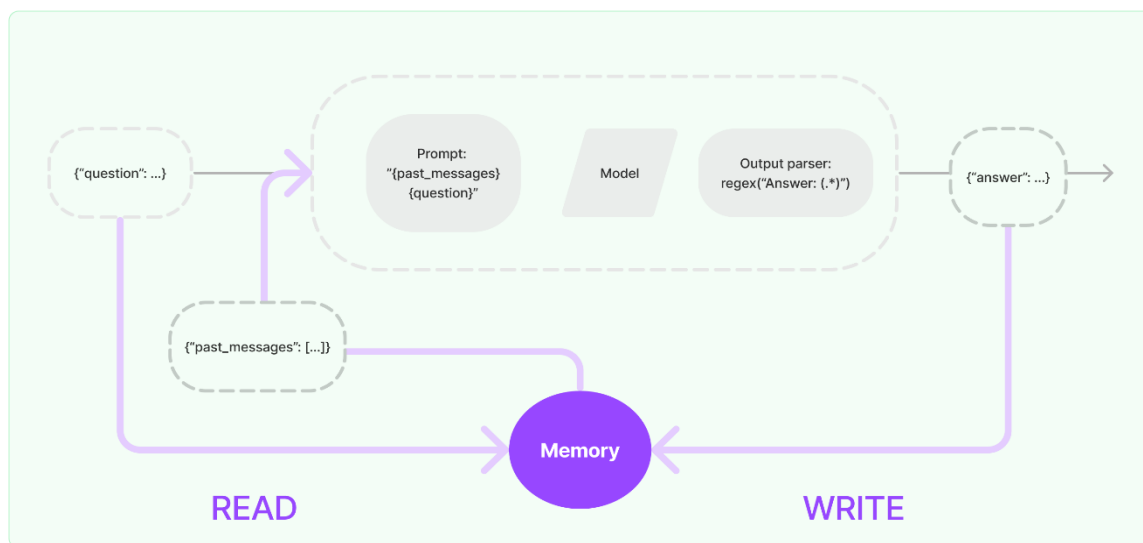 {“question”: ...}
Prompt:
”{past_messages}
{question}”
Model
Output parser:
regex(“Answer: (.*)”)
{“answer”: ...}
{“past_messages”: [...]}
Memory
READ
WRITE